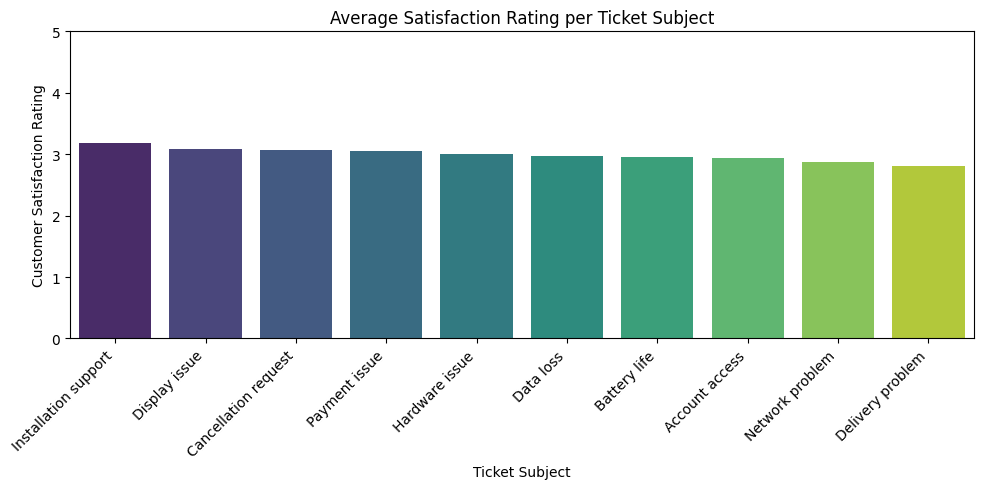 Average Satisfaction Rating per Ticket Subject
Customer Satisfaction Rating
5
4
3
2
1
0
Installation support
Display issue
Cancellation request
Payment issue
Hardware issue
Data loss
Battery life
Account access
Network problem
Delivery problem
Ticket Subject